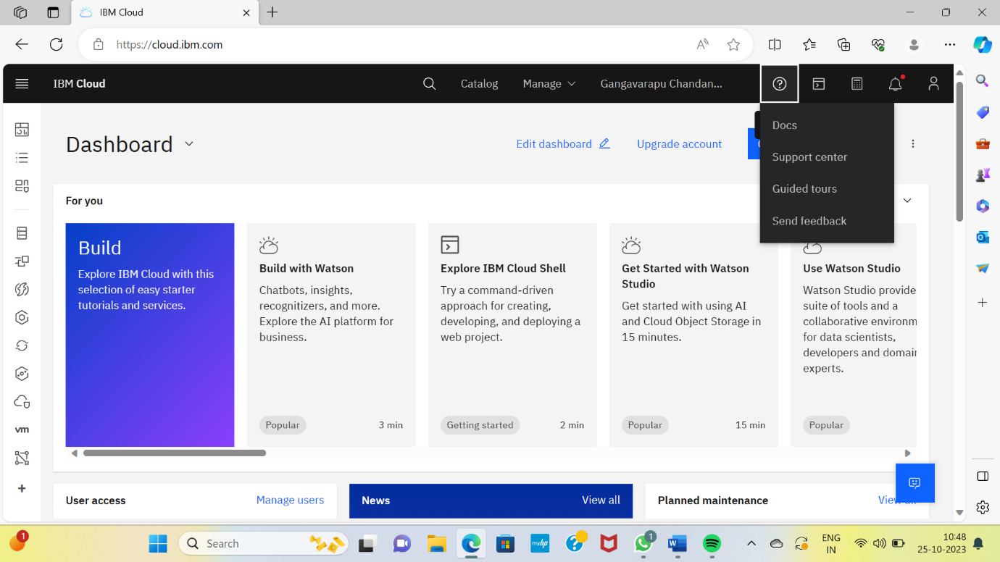 IBM Cloud
https://cloud.ibm.com
IBM Cloud
Catalog
Manage
Gangavarapu Chandan...
Docs
Support center
Guided tours
Send feedback
Dashboard
Edit dashboard
Upgrade account
For you
Build
Explore IBM Cloud with this
selection of easy starter
tutorials and services.
Build with Watson
Chatbots, insights,
recognitizers, and more.
Explore the AI platform for
business.
Popular
3 min
Explore IBM Cloud Shell
Try a command-driven
approach for creating,
developing, and deploying a
web project.
Getting started
2 min
Get Started with Watson
Studio
Get started with using AI
and Cloud Object Storage in
15 minutes.
Popular
15 min
Use Watson Studio
Watson Studio provide
suite of tools and a
collaborative environm
for data scientists,
developers and domain
experts.
Popular
vm
User access
Manage users
News
View all
Planned maintenance
View all
1
Search
myhp
1
ENG
IN
10:48
25-10-2023